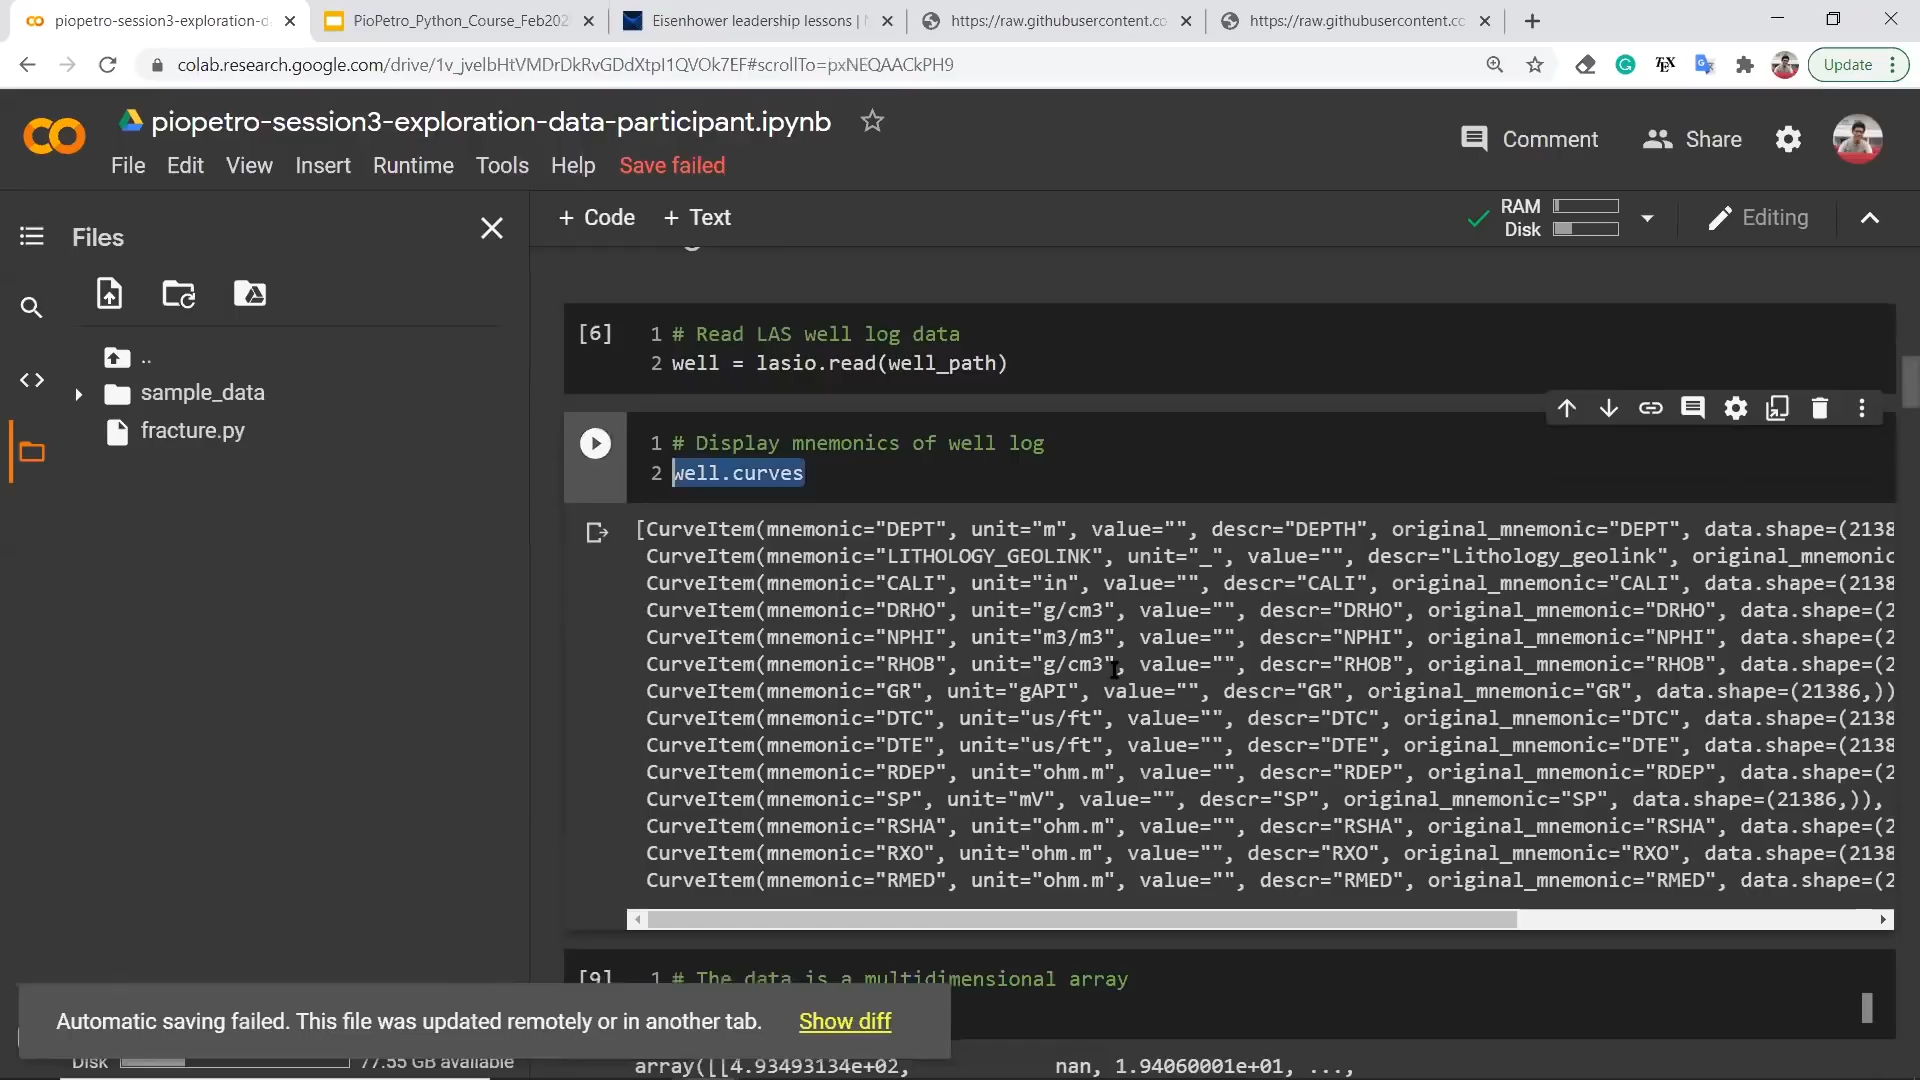 piopetro-session3-exploration-d
PioPetro_Python_Course_Feb202
Eisenhower leadership lessons |
https://raw.githubusercontent.co
https://raw.githubusercontent.cc
colab.research.google.com/drive/1v_jvelbHtVMDrDkRvGDdXtpI1QVOk7EF#scrollTo=pxNEQAACkPH9
Update
piopetro-session3-exploration-data-participant.ipynb
Comment
Share
File Edit View Insert Runtime Tools Help Save failed
Files
+ Code + Text
RAM
Disk
Editing
..
sample_data
fracture.py
[6]
1 # Read LAS well log data
2 well = lasio.read(well_path)
1 # Display mnemonics of well log
2 well.curves
[CurveItem(mnemonic="DEPT", unit="m", value="", descr="DEPTH", original_mnemonic="DEPT", data.shape=(2138
CurveItem(mnemonic="LITHOLOGY_GEOLINK", unit="_", value="", descr="Lithology_geolink", original_mnemonic
CurveItem(mnemonic="CALI", unit="in", value="", descr="CALI", original_mnemonic="CALI", data.shape=(2138
CurveItem(mnemonic="DRHO", unit="g/cm3", value="", descr="DRHO", original_mnemonic="DRHO", data.shape=(2
CurveItem(mnemonic="NPHI", unit="m3/m3", value="", descr="NPHI", original_mnemonic="NPHI", data.shape=(2
CurveItem(mnemonic="RHOB", unit="g/cm3", value="", descr="RHOB", original_mnemonic="RHOB", data.shape=(2
CurveItem(mnemonic="GR", unit="gAPI", value="", descr="GR", original_mnemonic="GR", data.shape=(21386,))
CurveItem(mnemonic="DTC", unit="us/ft", value="", descr="DTC", original_mnemonic="DTC", data.shape=(2138
CurveItem(mnemonic="DTE", unit="us/ft", value="", descr="DTE", original_mnemonic="DTE", data.shape=(2138
CurveItem(mnemonic="RDEP", unit="ohm.m", value="", descr="RDEP", original_mnemonic="RDEP", data.shape=(2
CurveItem(mnemonic="SP", unit="mV", value="", descr="SP", original_mnemonic="SP", data.shape=(21386,)),
CurveItem(mnemonic="RSHA", unit="ohm.m", value="", descr="RSHA", original_mnemonic="RSHA", data.shape=(2
CurveItem(mnemonic="RXO", unit="ohm.m", value="", descr="RXO", original_mnemonic="RXO", data.shape=(2138
CurveItem(mnemonic="RMED", unit="ohm.m", value="", descr="RMED", original_mnemonic="RMED", data.shape=(2
[9]
1 # The data is a multidimensional array
Automatic saving failed. This file was updated remotely or in another tab. Show diff
Disk 77.55 GB available
array([[4.93493134e+02, nan, 1.94060001e+01, ...,